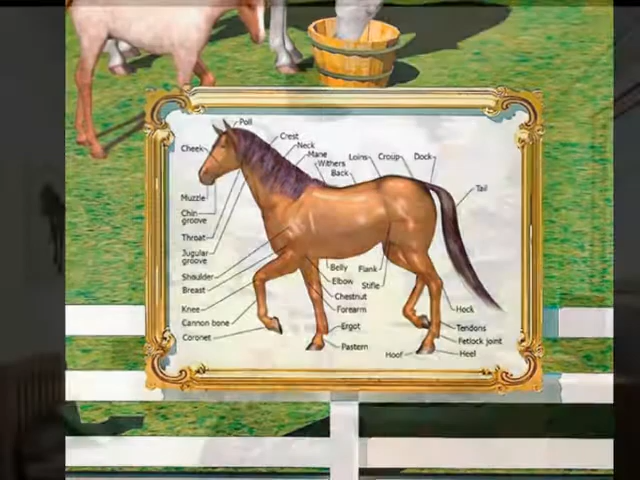 Poll
Crest
Neck
Mane
Withers
Back
Loins
Croup
Dock
Tail
Cheek
Muzzle
Chin
groove
Throat
Jugular
groove
Shoulder
Breast
Knee
Cannon bone
Coronet
Belly
Elbow
Chestnut
Forearm
Ergot
Pastern
Flank
Stifle
Hock
Tendons
Fetlock joint
Heel
Hoof